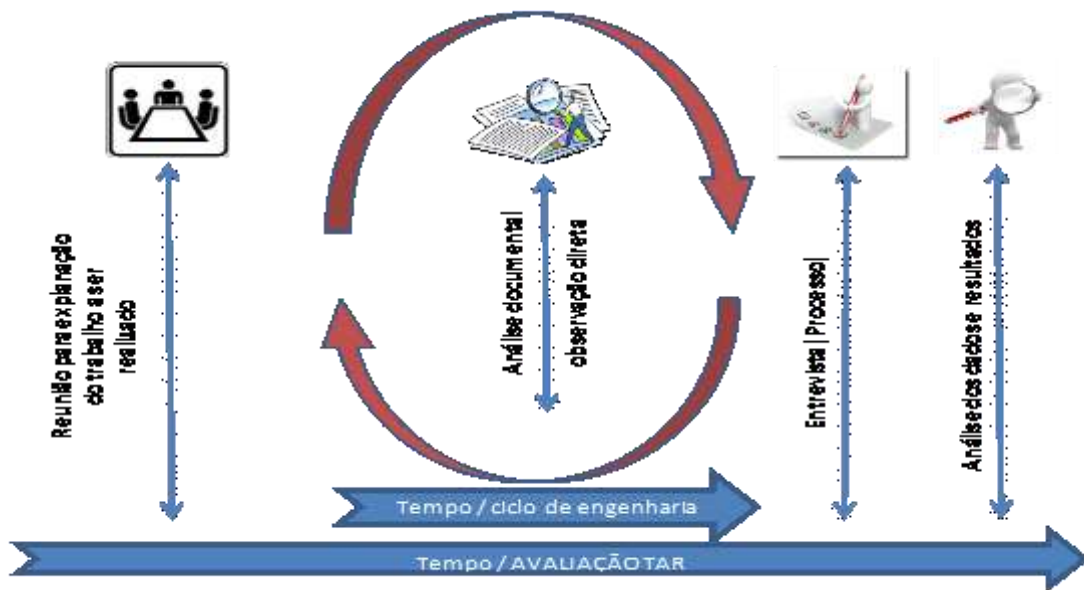 Reunião para explanação
do trabalho a ser
realizado
Análise documental
observação direta
Entrevista | Processo|
Análise dos dados e resultados
Tempo / ciclo de engenharia
Tempo / AVALIAÇÃO TAR